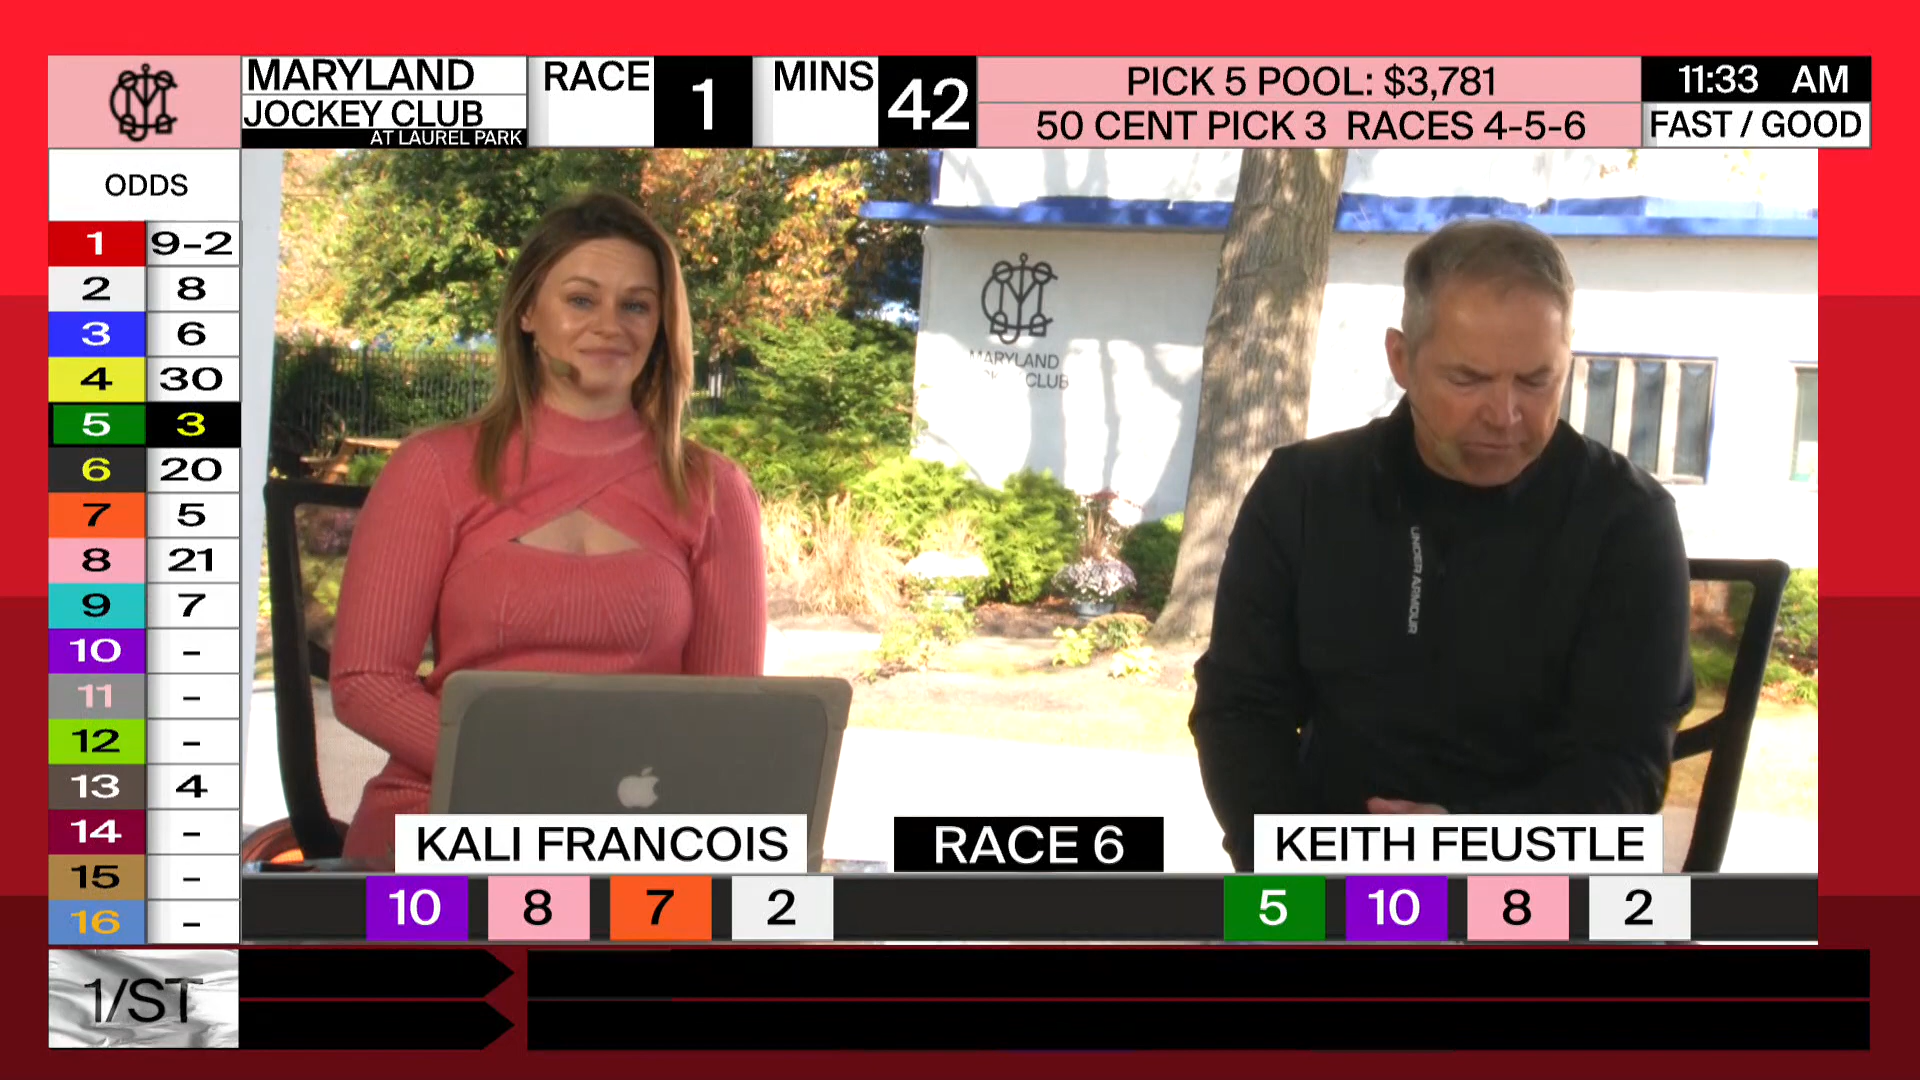 MARYLAND
JOCKEY CLUB
AT LAUREL PARK
RACE 1
MINS 42
PICK 5 POOL: $3,781
50 CENT PICK 3 RACES 4-5-6
11:33 AM
FAST / GOOD
ODDS
1 9-2
2 8
3 6
4 30
5 3
6 20
7 5
8 21
9 7
10 -
11 -
12 -
13 4
14 -
15 -
16 -
MARYLAND
CLUB
UNDER ARMOUR
KALI FRANCOIS
RACE 6
KEITH FEUSTLE
10 8 7 2
5 10 8 2
1/ST